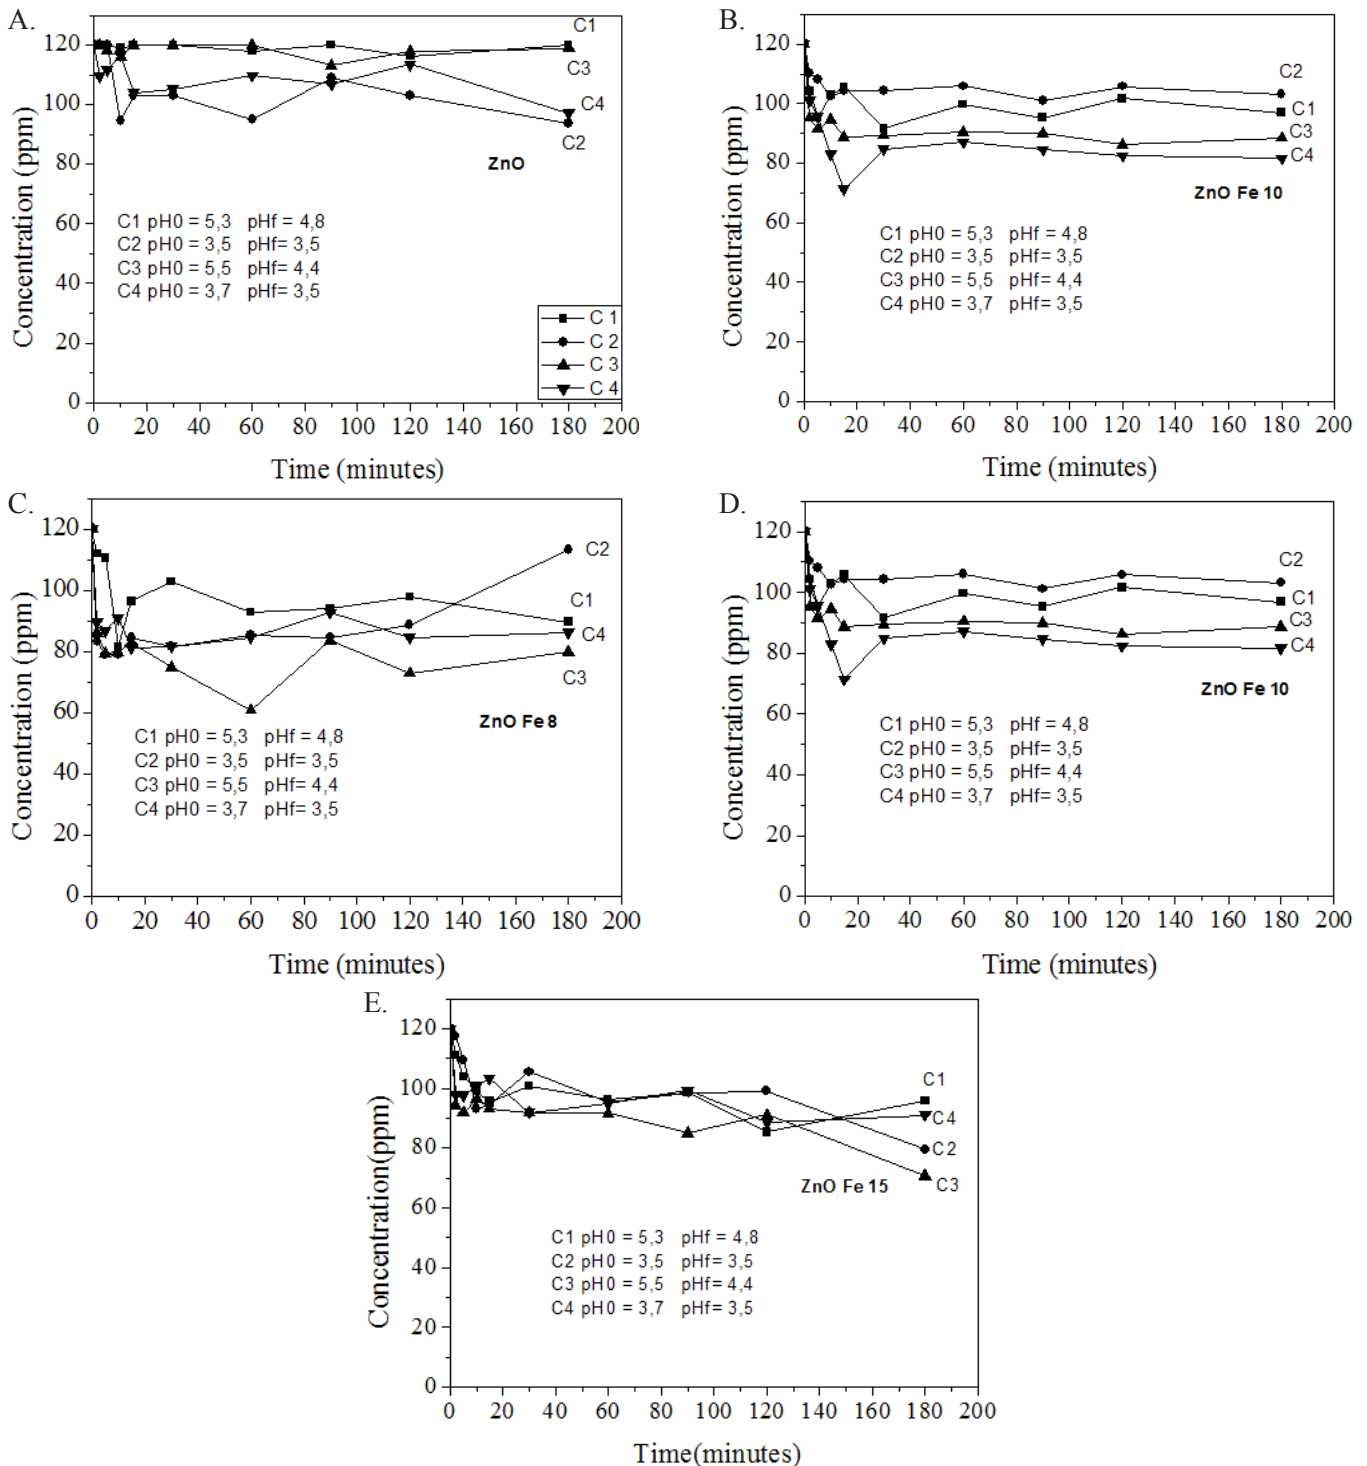 A.
120
100
80
60
40
20
0
Concentration (ppm)
C1
C3
C4
C2
ZnO
C1 pH0 = 5,3 pHf = 4,8
C2 pH0 = 3,5 pHf= 3,5
C3 pH0 = 5,5 pHf= 4,4
C4 pH0 = 3,7 pHf= 3,5
C 1
C 2
C 3
C 4
0 20 40 60 80 100 120 140 160 180 200
Time (minutes)
B.
120
100
80
60
40
20
0
Concentration (ppm)
C2
C1
C3
C4
ZnO Fe 10
C1 pH0 = 5,3 pHf = 4,8
C2 pH0 = 3,5 pHf= 3,5
C3 pH0 = 5,5 pHf= 4,4
C4 pH0 = 3,7 pHf= 3,5
0 20 40 60 80 100 120 140 160 180 200
Time (minutes)
C.
120
100
80
60
40
20
0
Concentration (ppm)
C2
C1
C4
C3
ZnO Fe 8
C1 pH0 = 5,3 pHf = 4,8
C2 pH0 = 3,5 pHf= 3,5
C3 pH0 = 5,5 pHf= 4,4
C4 pH0 = 3,7 pHf= 3,5
0 20 40 60 80 100 120 140 160 180 200
Time (minutes)
D.
120
100
80
60
40
20
0
Concentration (ppm)
C2
C1
C3
C4
ZnO Fe 10
C1 pH0 = 5,3 pHf = 4,8
C2 pH0 = 3,5 pHf= 3,5
C3 pH0 = 5,5 pHf= 4,4
C4 pH0 = 3,7 pHf= 3,5
0 20 40 60 80 100 120 140 160 180 200
Time (minutes)
E.
120
100
80
60
40
20
0
Concentration(ppm)
C1
C4
C2
C3
ZnO Fe 15
C1 pH0 = 5,3 pHf = 4,8
C2 pH0 = 3,5 pHf= 3,5
C3 pH0 = 5,5 pHf= 4,4
C4 pH0 = 3,7 pHf= 3,5
0 20 40 60 80 100 120 140 160 180 200
Time(minutes)